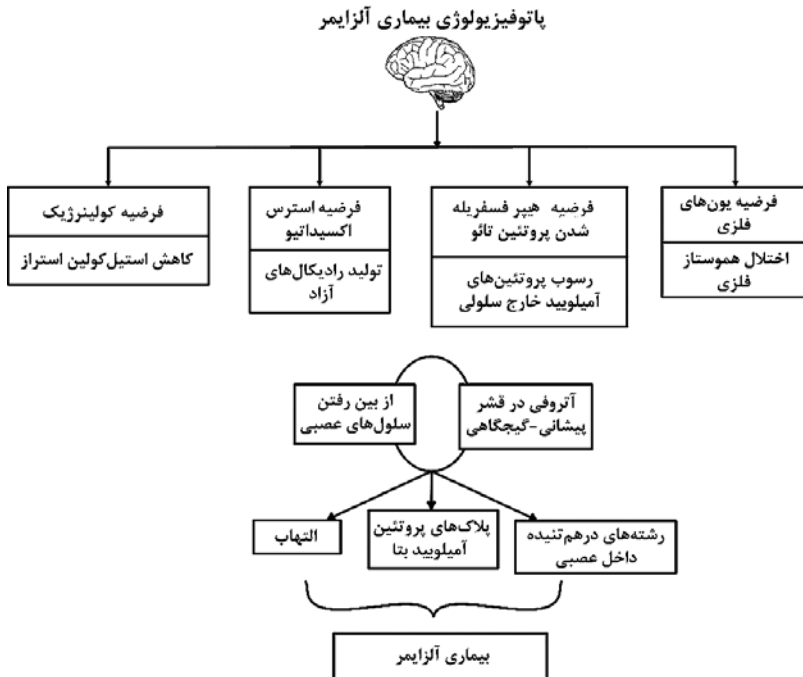 پاتوفیزیولوژی بیماری آلزایمر
فرضیه یون‌های
فلزی
اختلال هموستاز
فلزی
فرضیه هیپر فسفریله
شدن پروتئین تائو
رسوب پروتئین‌های
آمیلویید خارج سلولی
فرضیه استرس
اکسیداتیو
تولید رادیکال‌های
آزاد
فرضیه کولینرژیک
کاهش استیل‌کولین استراز
آتروفی در قشر
پیشانی-گیجگاهی
از بین رفتن
سلول‌های عصبی
رشته‌های درهم‌تنیده
داخل عصبی
پلاک‌های پروتئین
آمیلویید بتا
التهاب
بیماری آلزایمر